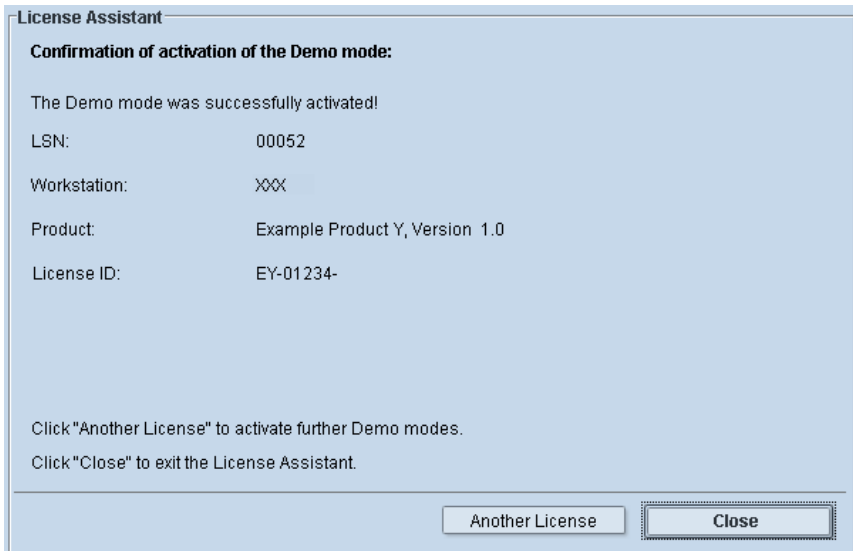 License Assistant
Confirmation of activation of the Demo mode:
The Demo mode was successfully activated!
LSN: 00052
Workstation: XXX
Product: Example Product Y, Version 1.0
License ID: EY-01234-
Click "Another License" to activate further Demo modes.
Click "Close" to exit the License Assistant.
Another License Close